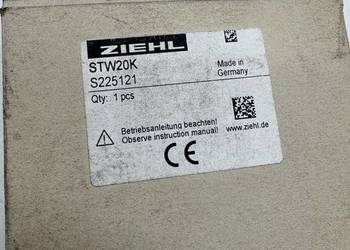 ZIEHL
STW20K
S225121
Qty: 1 pcs
Made in
Germany
Betriebsanleitung beachten!
Observe instruction manual!
www.ziehl.de
CE